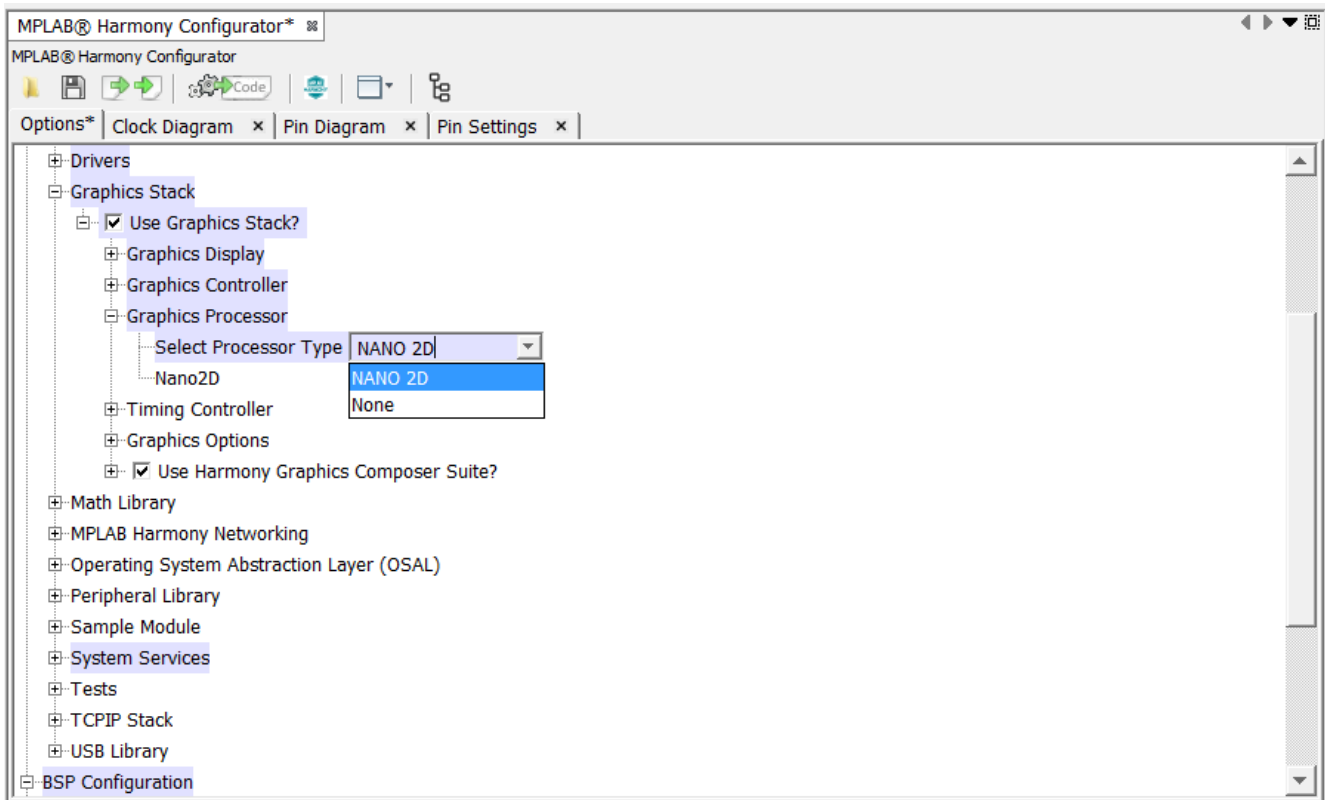 MPLAB® Harmony Configurator*
MPLAB® Harmony Configurator
Code
Options* Clock Diagram × Pin Diagram × Pin Settings ×
Drivers
Graphics Stack
Use Graphics Stack?
Graphics Display
Graphics Controller
Graphics Processor
Select Processor Type NANO 2D
Nano2D NANO 2D
Timing Controller None
Graphics Options
Use Harmony Graphics Composer Suite?
Math Library
MPLAB Harmony Networking
Operating System Abstraction Layer (OSAL)
Peripheral Library
Sample Module
System Services
Tests
TCPIP Stack
USB Library
BSP Configuration